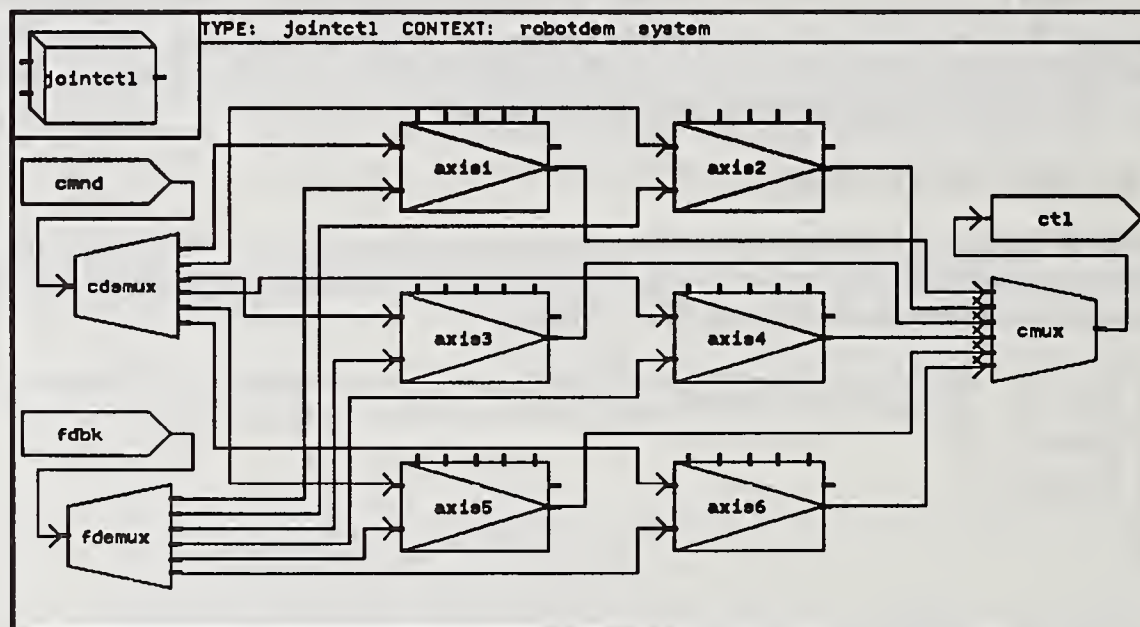 TYPE: jointctl CONTEXT: robotdem system
jointctl
cmnd
axis1
axis2
ctl
cdemux
axis3
axis4
cmux
fdbk
axis5
axis6
fdemux